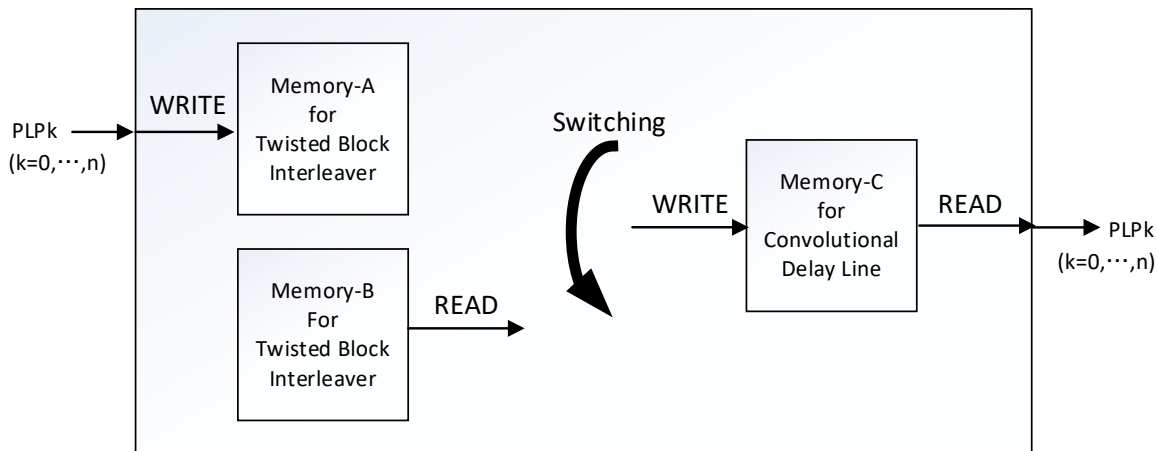 PLPk
(k=0,⋯,n)
WRITE
Memory-A
for
Twisted Block
Interleaver
Memory-B
For
Twisted Block
Interleaver
READ
Switching
WRITE
Memory-C
for
Convolutional
Delay Line
READ
PLPk
(k=0,⋯,n)